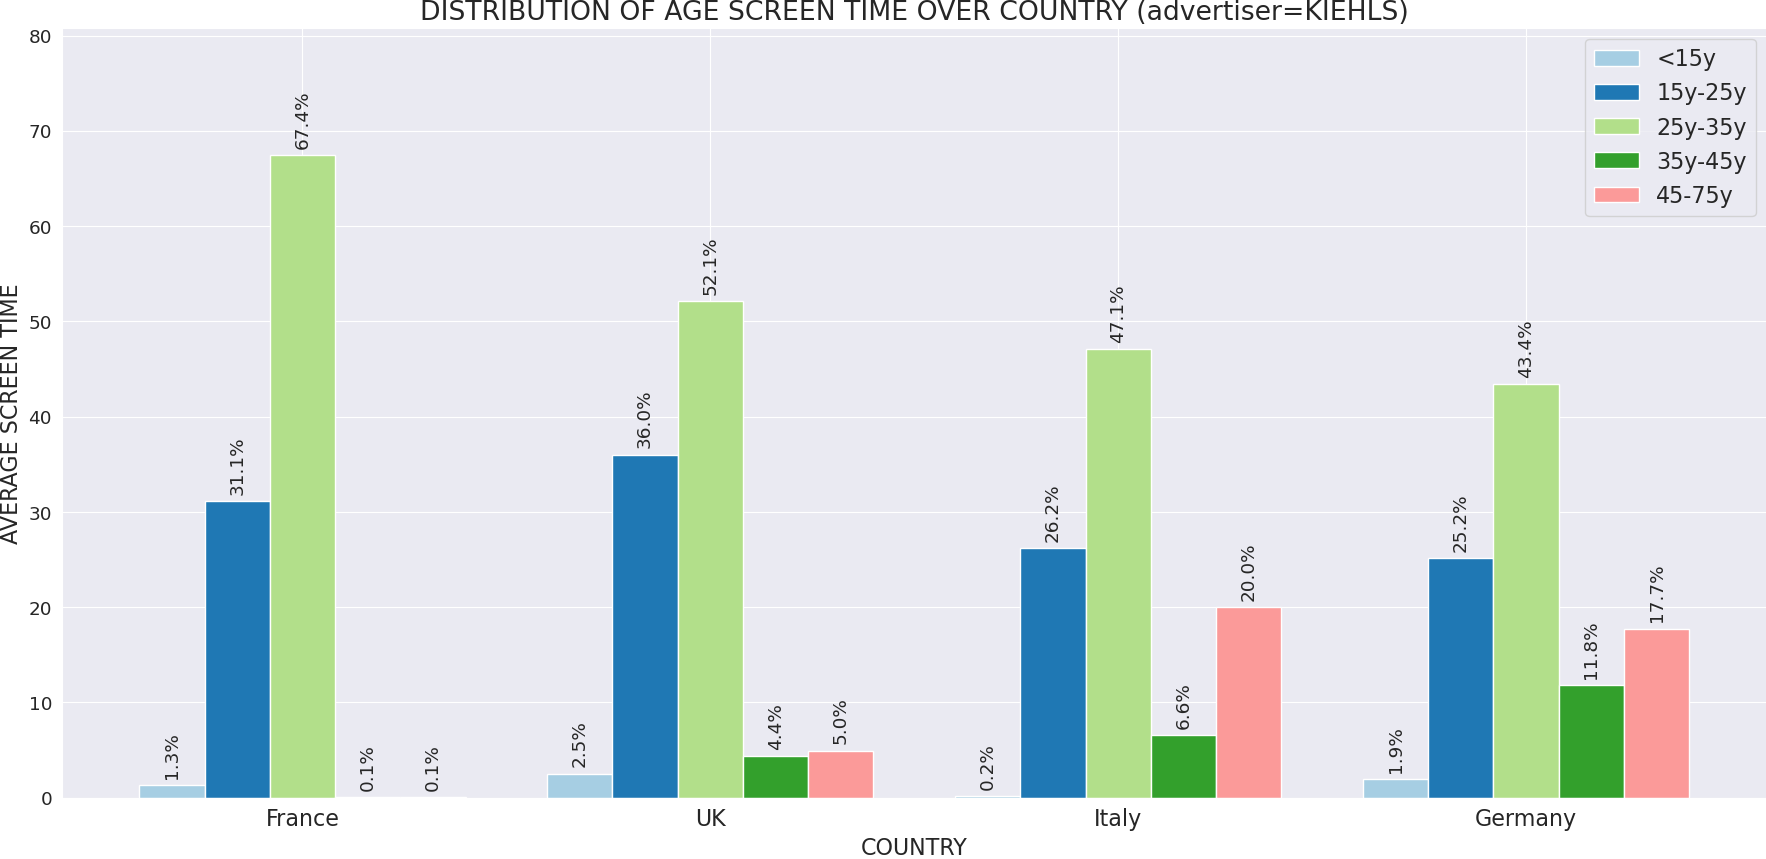 DISTRIBUTION OF AGE SCREEN TIME OVER COUNTRY (advertiser=KIEHLS)
<15y
15y-25y
25y-35y
35y-45y
45-75y
AVERAGE SCREEN TIME
80
70
60
50
40
30
20
10
0
1.3%
31.1%
67.4%
0.1%
0.1%
2.5%
36.0%
52.1%
4.4%
5.0%
0.2%
26.2%
47.1%
6.6%
20.0%
1.9%
25.2%
43.4%
11.8%
17.7%
France
UK
Italy
Germany
COUNTRY